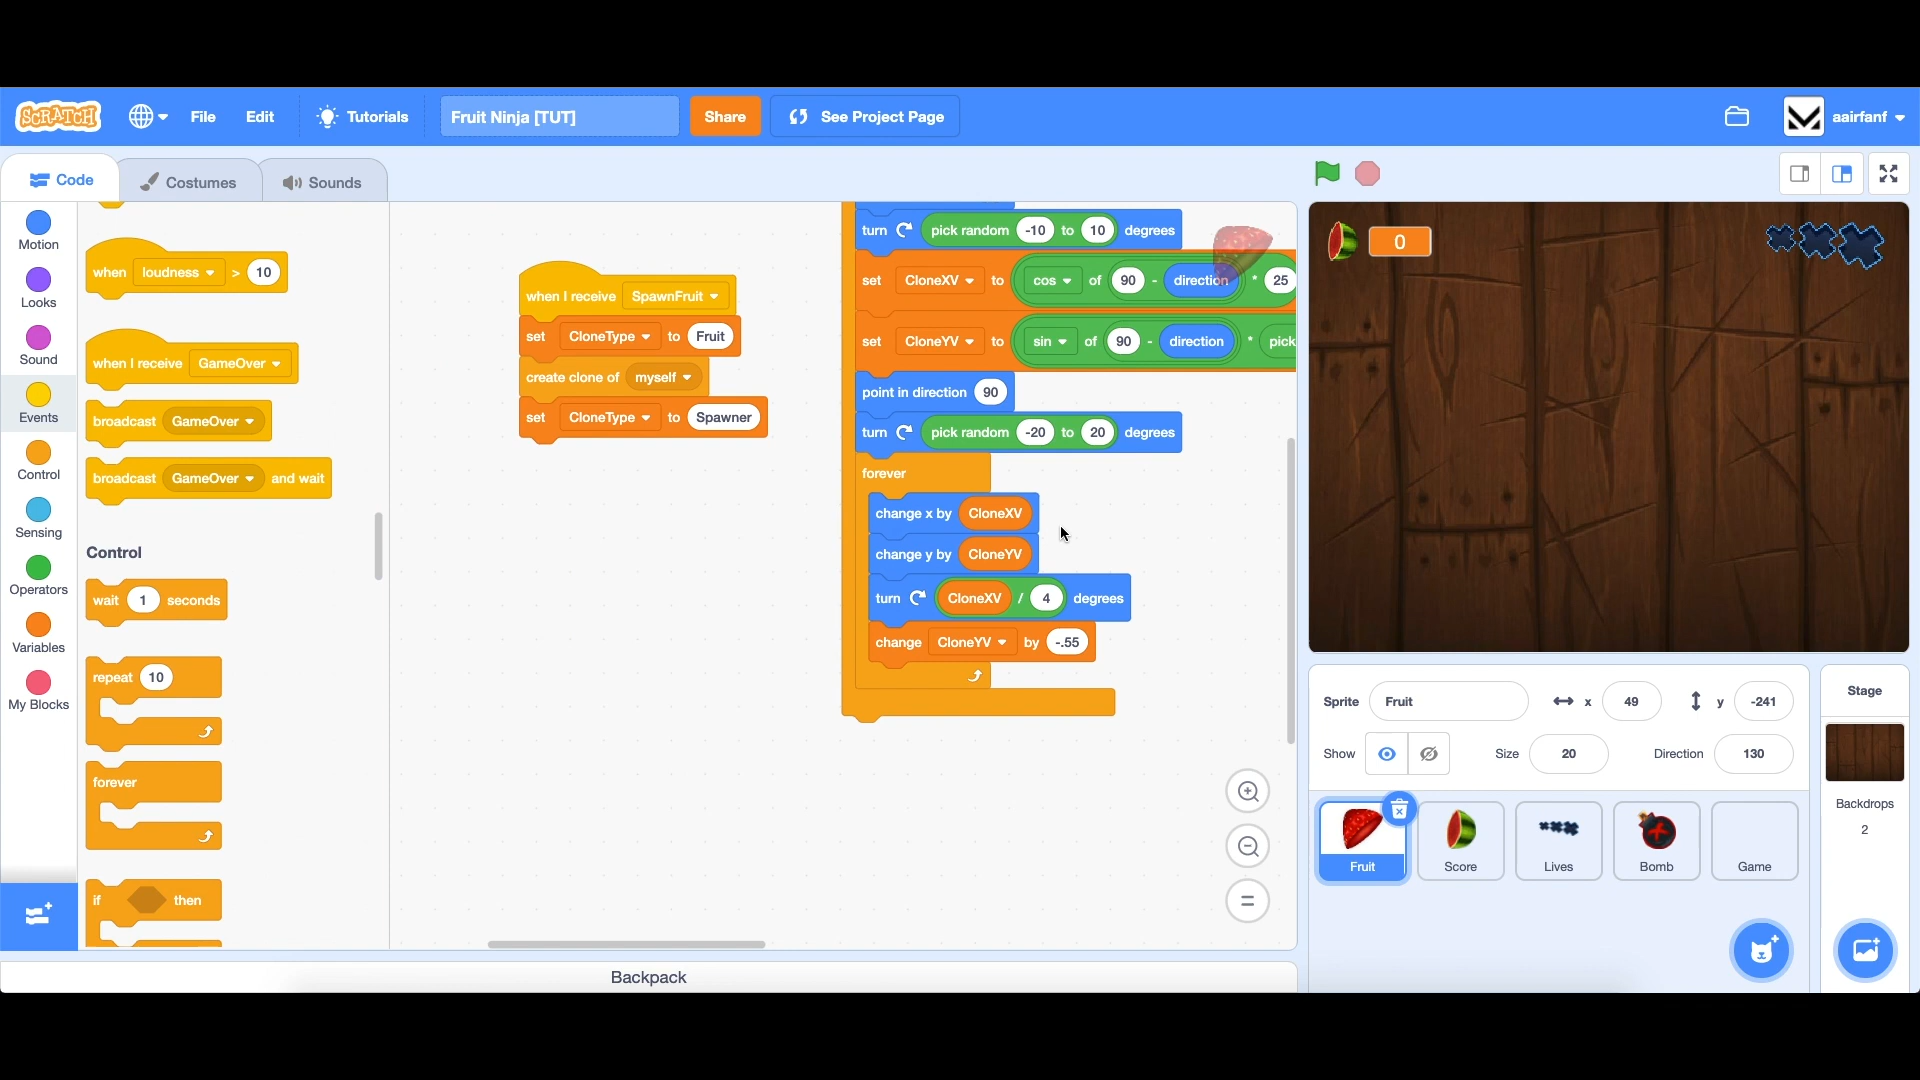 SCRATCH File Edit Tutorials Fruit Ninja [TUT] Share See Project Page aairfanf
Code Costumes Sounds
Motion
Looks
Sound
Events
Control
Sensing
Operators
Variables
My Blocks
when loudness > 10
when I receive GameOver
broadcast GameOver
broadcast GameOver and wait
Control
wait 1 seconds
repeat 10
forever
if then
when I receive SpawnFruit
set CloneType to Fruit
create clone of myself
set CloneType to Spawner
turn pick random -10 to 10 degrees
set CloneXV to cos of 90 - direction * 25
set CloneYV to sin of 90 - direction * pick
point in direction 90
turn pick random -20 to 20 degrees
forever
change x by CloneXV
change y by CloneYV
turn CloneXV / 4 degrees
change CloneYV by -.55
Backpack
0
Sprite Fruit x 49 y -241
Show Size 20 Direction 130
Fruit Score Lives Bomb Game
Stage
Backdrops
2